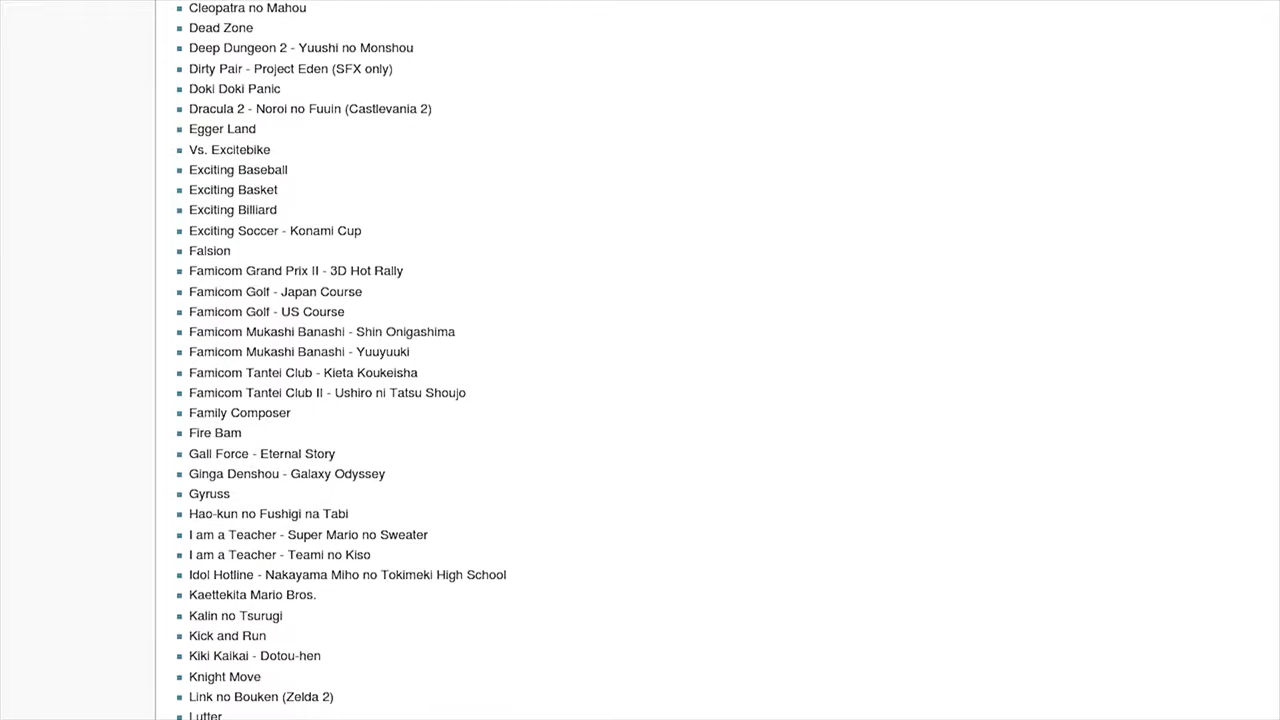 Cleopatra no Mahou
Dead Zone
Deep Dungeon 2 - Yuushi no Monshou
Dirty Pair - Project Eden (SFX only)
Doki Doki Panic
Dracula 2 - Noroi no Fuuin (Castlevania 2)
Egger Land
Vs. Excitebike
Exciting Baseball
Exciting Basket
Exciting Billiard
Exciting Soccer - Konami Cup
Falsion
Famicom Grand Prix II - 3D Hot Rally
Famicom Golf - Japan Course
Famicom Golf - US Course
Famicom Mukashi Banashi - Shin Onigashima
Famicom Mukashi Banashi - Yuuyuuki
Famicom Tantei Club - Kieta Koukeisha
Famicom Tantei Club II - Ushiro ni Tatsu Shoujo
Family Composer
Fire Bam
Gall Force - Eternal Story
Ginga Denshou - Galaxy Odyssey
Gyruss
Hao-kun no Fushigi na Tabi
I am a Teacher - Super Mario no Sweater
I am a Teacher - Teami no Kiso
Idol Hotline - Nakayama Miho no Tokimeki High School
Kaettekita Mario Bros.
Kalin no Tsurugi
Kick and Run
Kiki Kaikai - Dotou-hen
Knight Move
Link no Bouken (Zelda 2)
Lutter